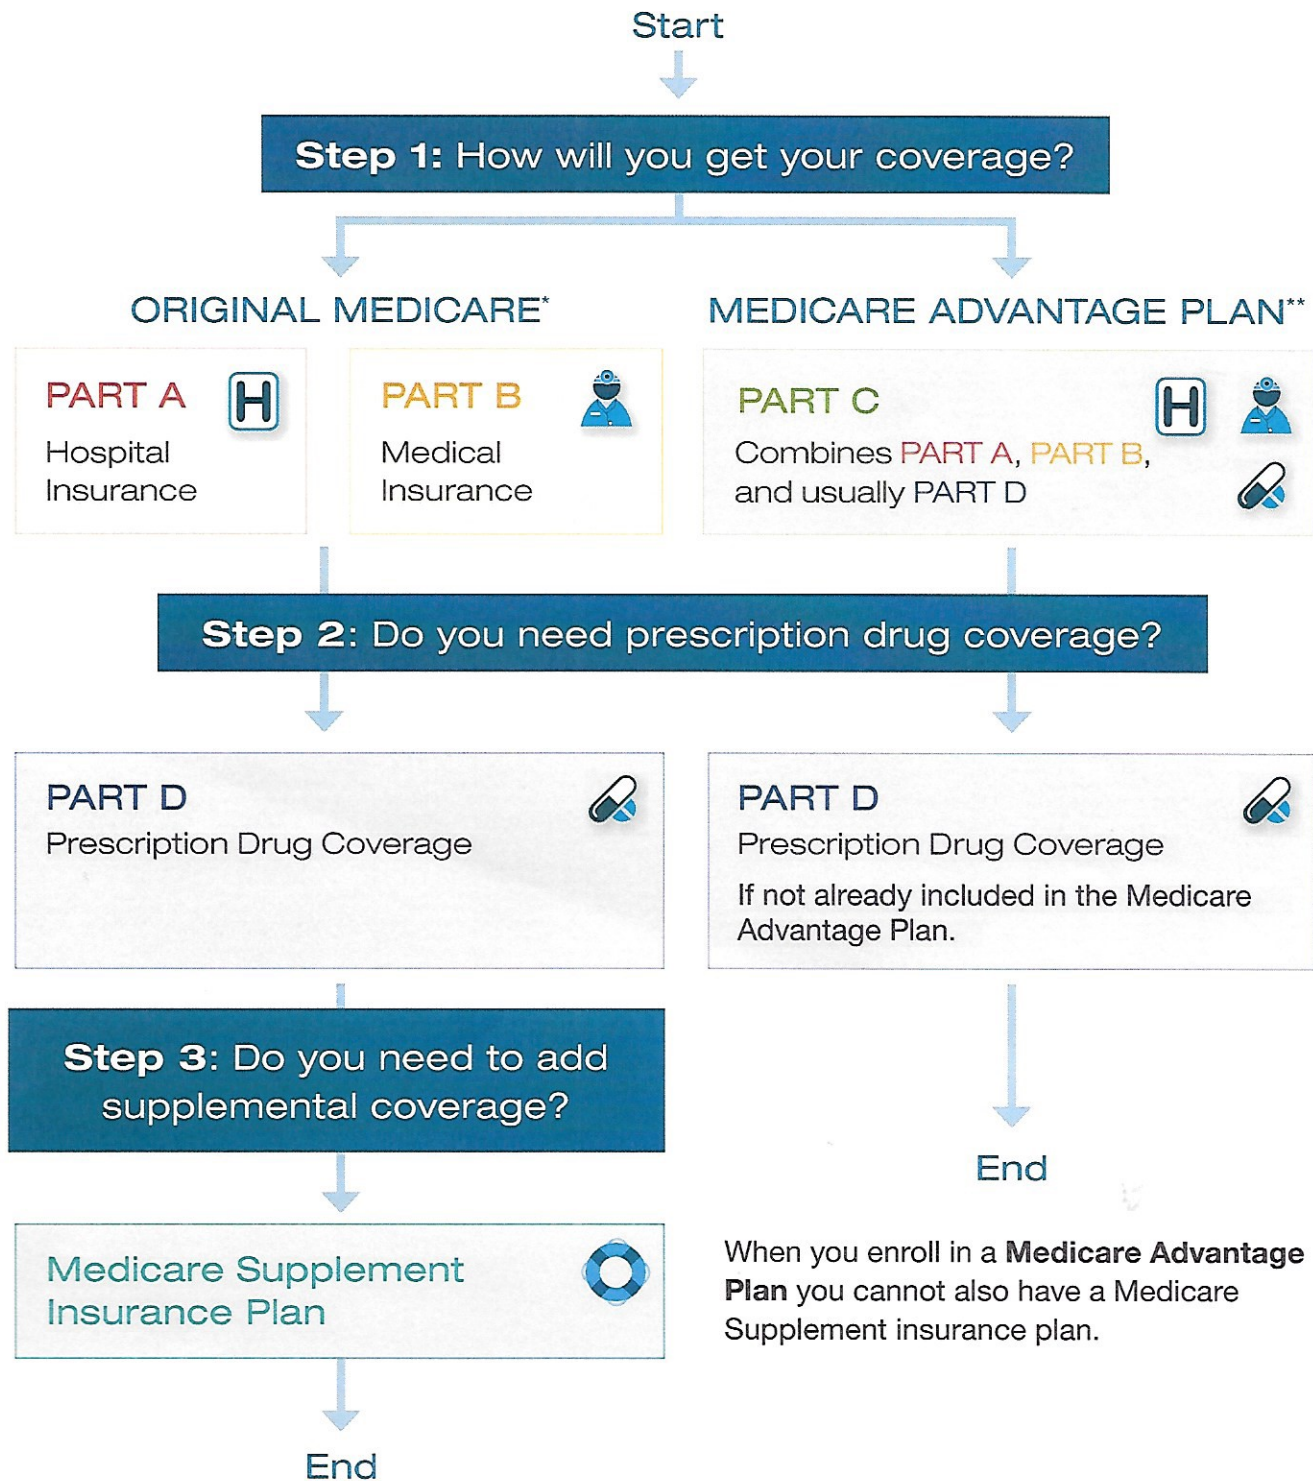 Start
Step 1: How will you get your coverage?
ORIGINAL MEDICARE*
PART A
H
Hospital
Insurance
PART B
Medical
Insurance
MEDICARE ADVANTAGE PLAN**
PART C
H
Combines PART A, PART B,
and usually PART D
Step 2: Do you need prescription drug coverage?
PART D
Prescription Drug Coverage
PART D
Prescription Drug Coverage
If not already included in the Medicare
Advantage Plan.
Step 3: Do you need to add
supplemental coverage?
Medicare Supplement
Insurance Plan
End
End
When you enroll in a Medicare Advantage
Plan you cannot also have a Medicare
Supplement insurance plan.